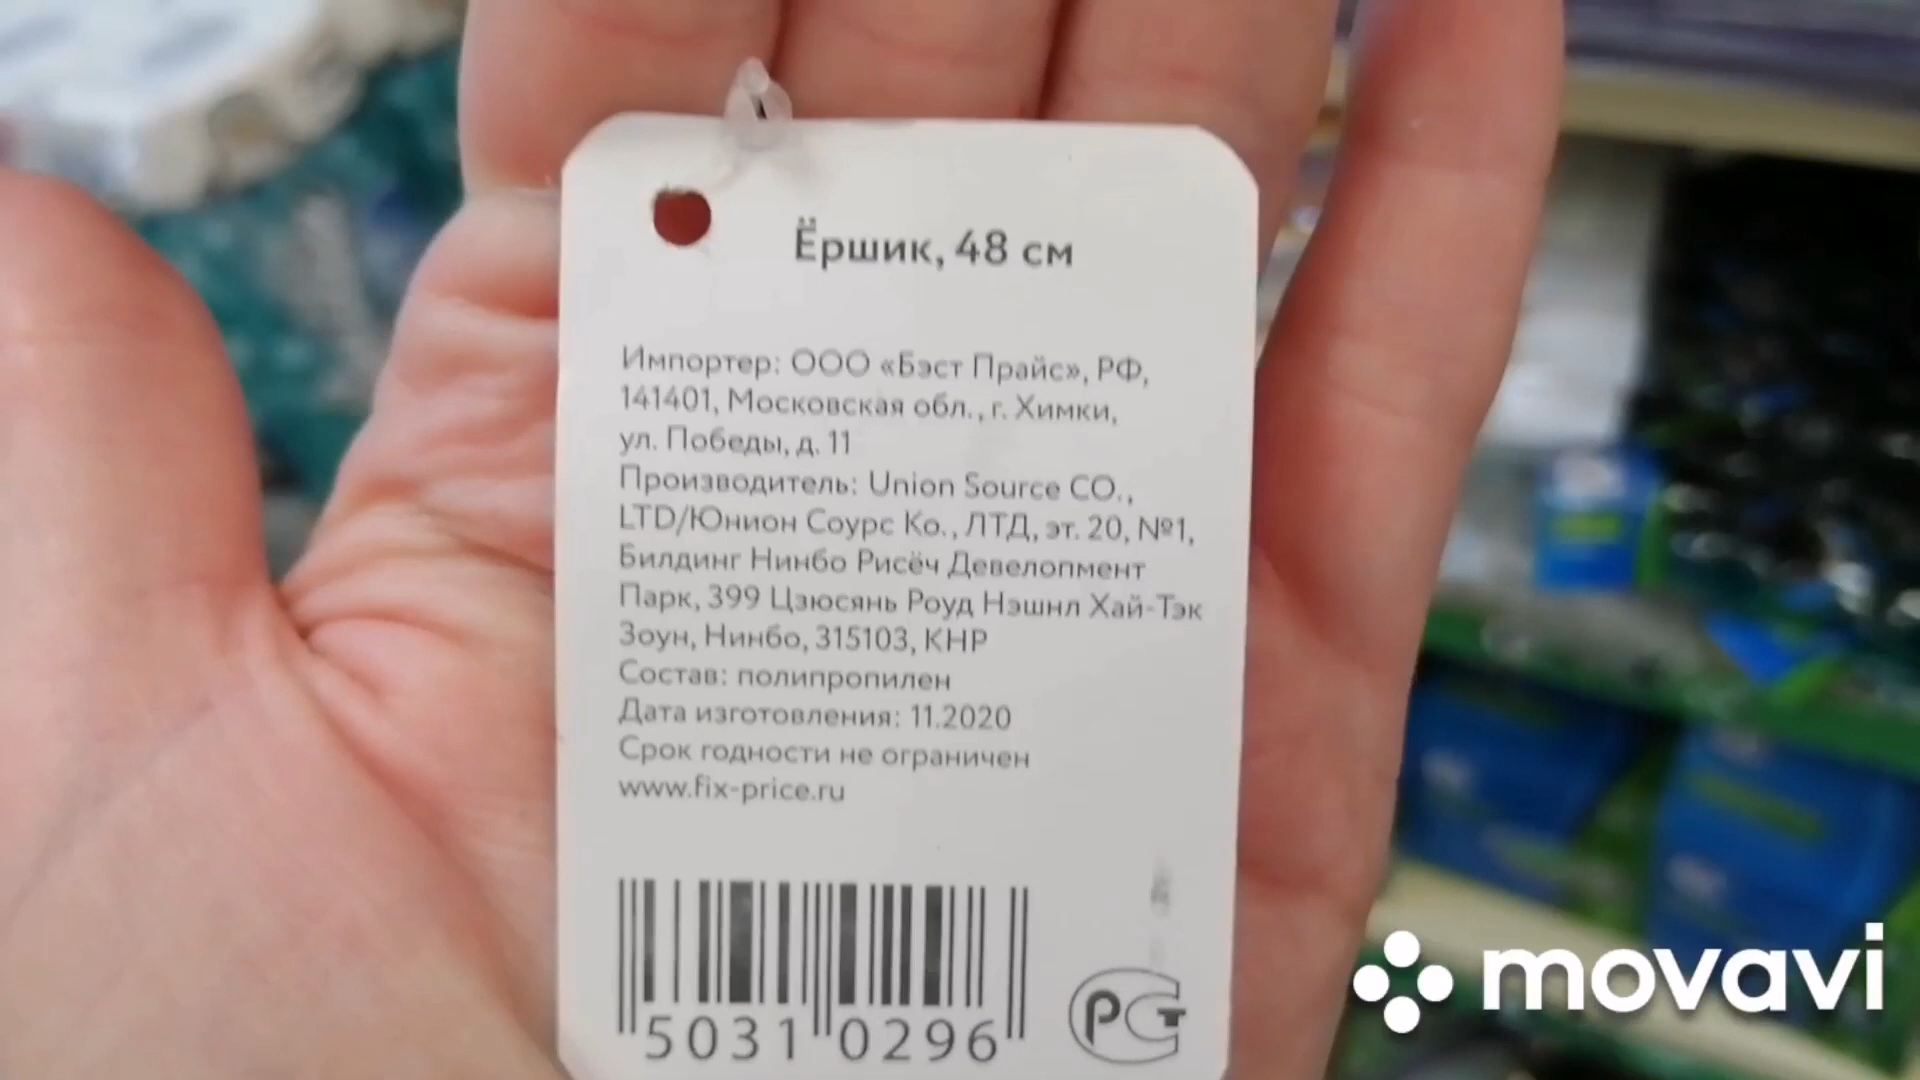 Ёршик, 48 см
Импортер: ООО «Бэст Прайс», РФ,
141401, Московская обл., г. Химки,
ул. Победы, д. 11
Производитель: Union Source CO.,
LTD/Юнион Соурс Ко., ЛТД, эт. 20, №1,
Билдинг Нинбо Рисёч Девелопмент
Парк, 399 Цзюсянь Роуд Нэшнл Хай-Тэк
Зоун, Нинбо, 315103, КНР
Состав: полипропилен
Дата изготовления: 11.2020
Срок годности не ограничен
www.fix-price.ru
5031 0296
РСТ
movavi